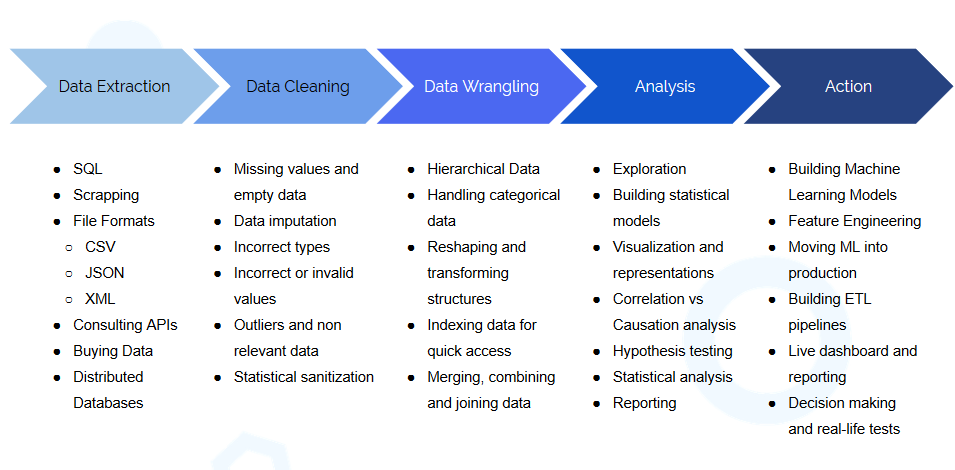 Data Extraction
Data Cleaning
Data Wrangling
Analysis
Action
● SQL
● Scrapping
● File Formats
○ CSV
○ JSON
○ XML
● Consulting APIs
● Buying Data
● Distributed
Databases
● Missing values and
empty data
● Data imputation
● Incorrect types
● Incorrect or invalid
values
● Outliers and non
relevant data
● Statistical sanitization
● Hierarchical Data
● Handling categorical
data
● Reshaping and
transforming
structures
● Indexing data for
quick access
● Merging, combining
and joining data
● Exploration
● Building statistical
models
● Visualization and
representations
● Correlation vs
Causation analysis
● Hypothesis testing
● Statistical analysis
● Reporting
● Building Machine
Learning Models
● Feature Engineering
● Moving ML into
production
● Building ETL
pipelines
● Live dashboard and
reporting
● Decision making
and real-life tests